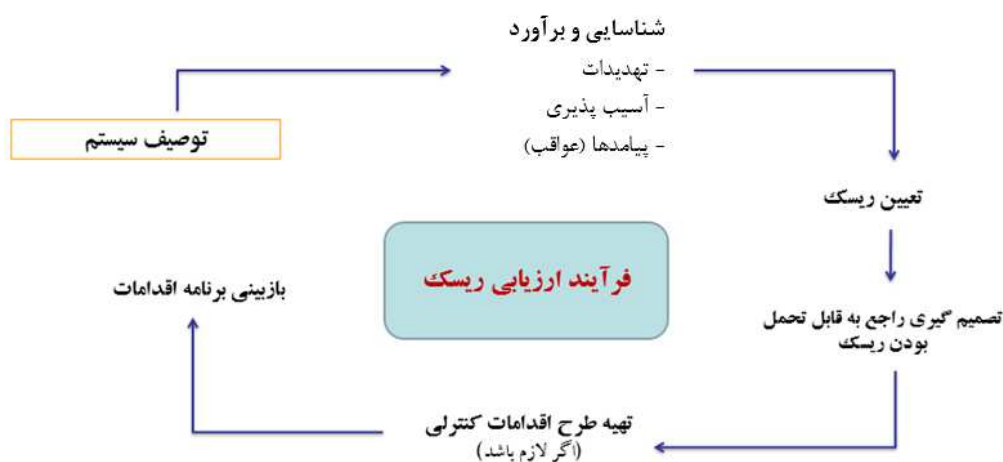 شناسایی و برآورد
- تهدیدات
- آسیب پذیری
- پیامدها (عواقب)
توصیف سیستم
تعیین ریسک
فرآیند ارزیابی ریسک
بازبینی برنامه اقدامات
تصمیم گیری راجع به قابل تحمل
بودن ریسک
تهیه طرح اقدامات کنترلی
(اگر لازم باشد)